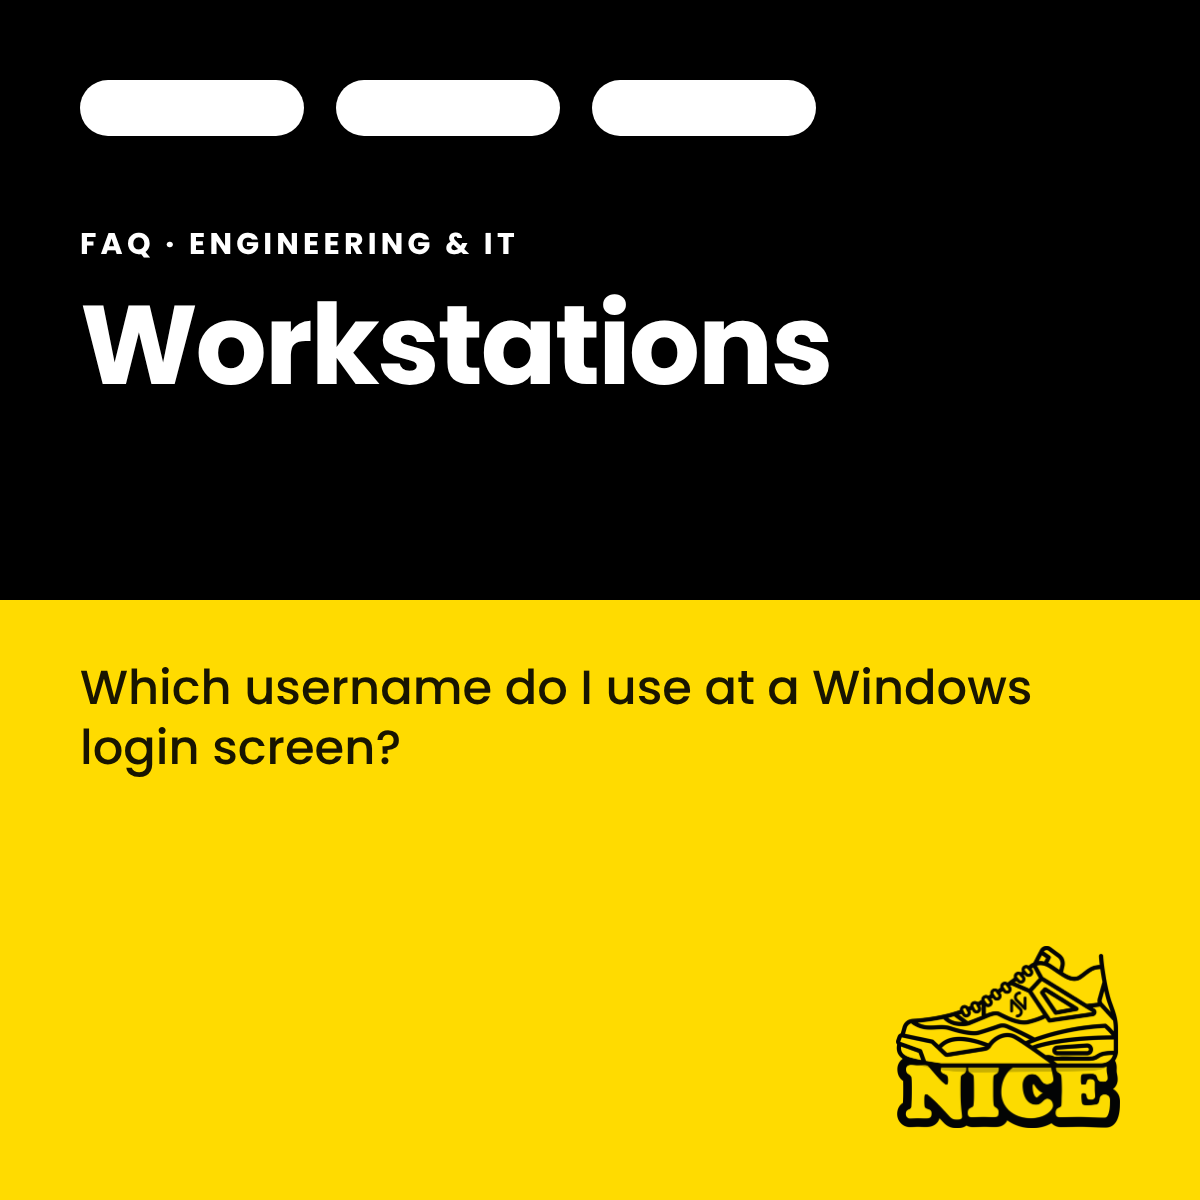 FAQ · ENGINEERING & IT
Workstations
Which username do I use at a Windows
login screen?
NICE